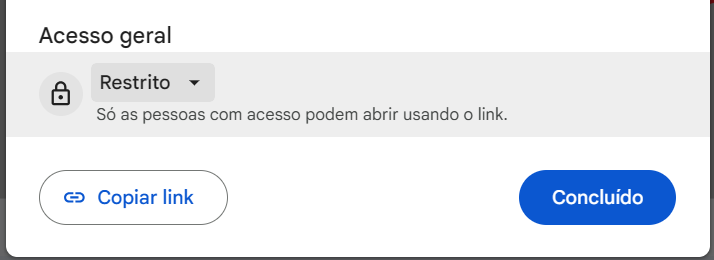 Acesso geral
Restrito
Só as pessoas com acesso podem abrir usando o link.
Copiar link
Concluído